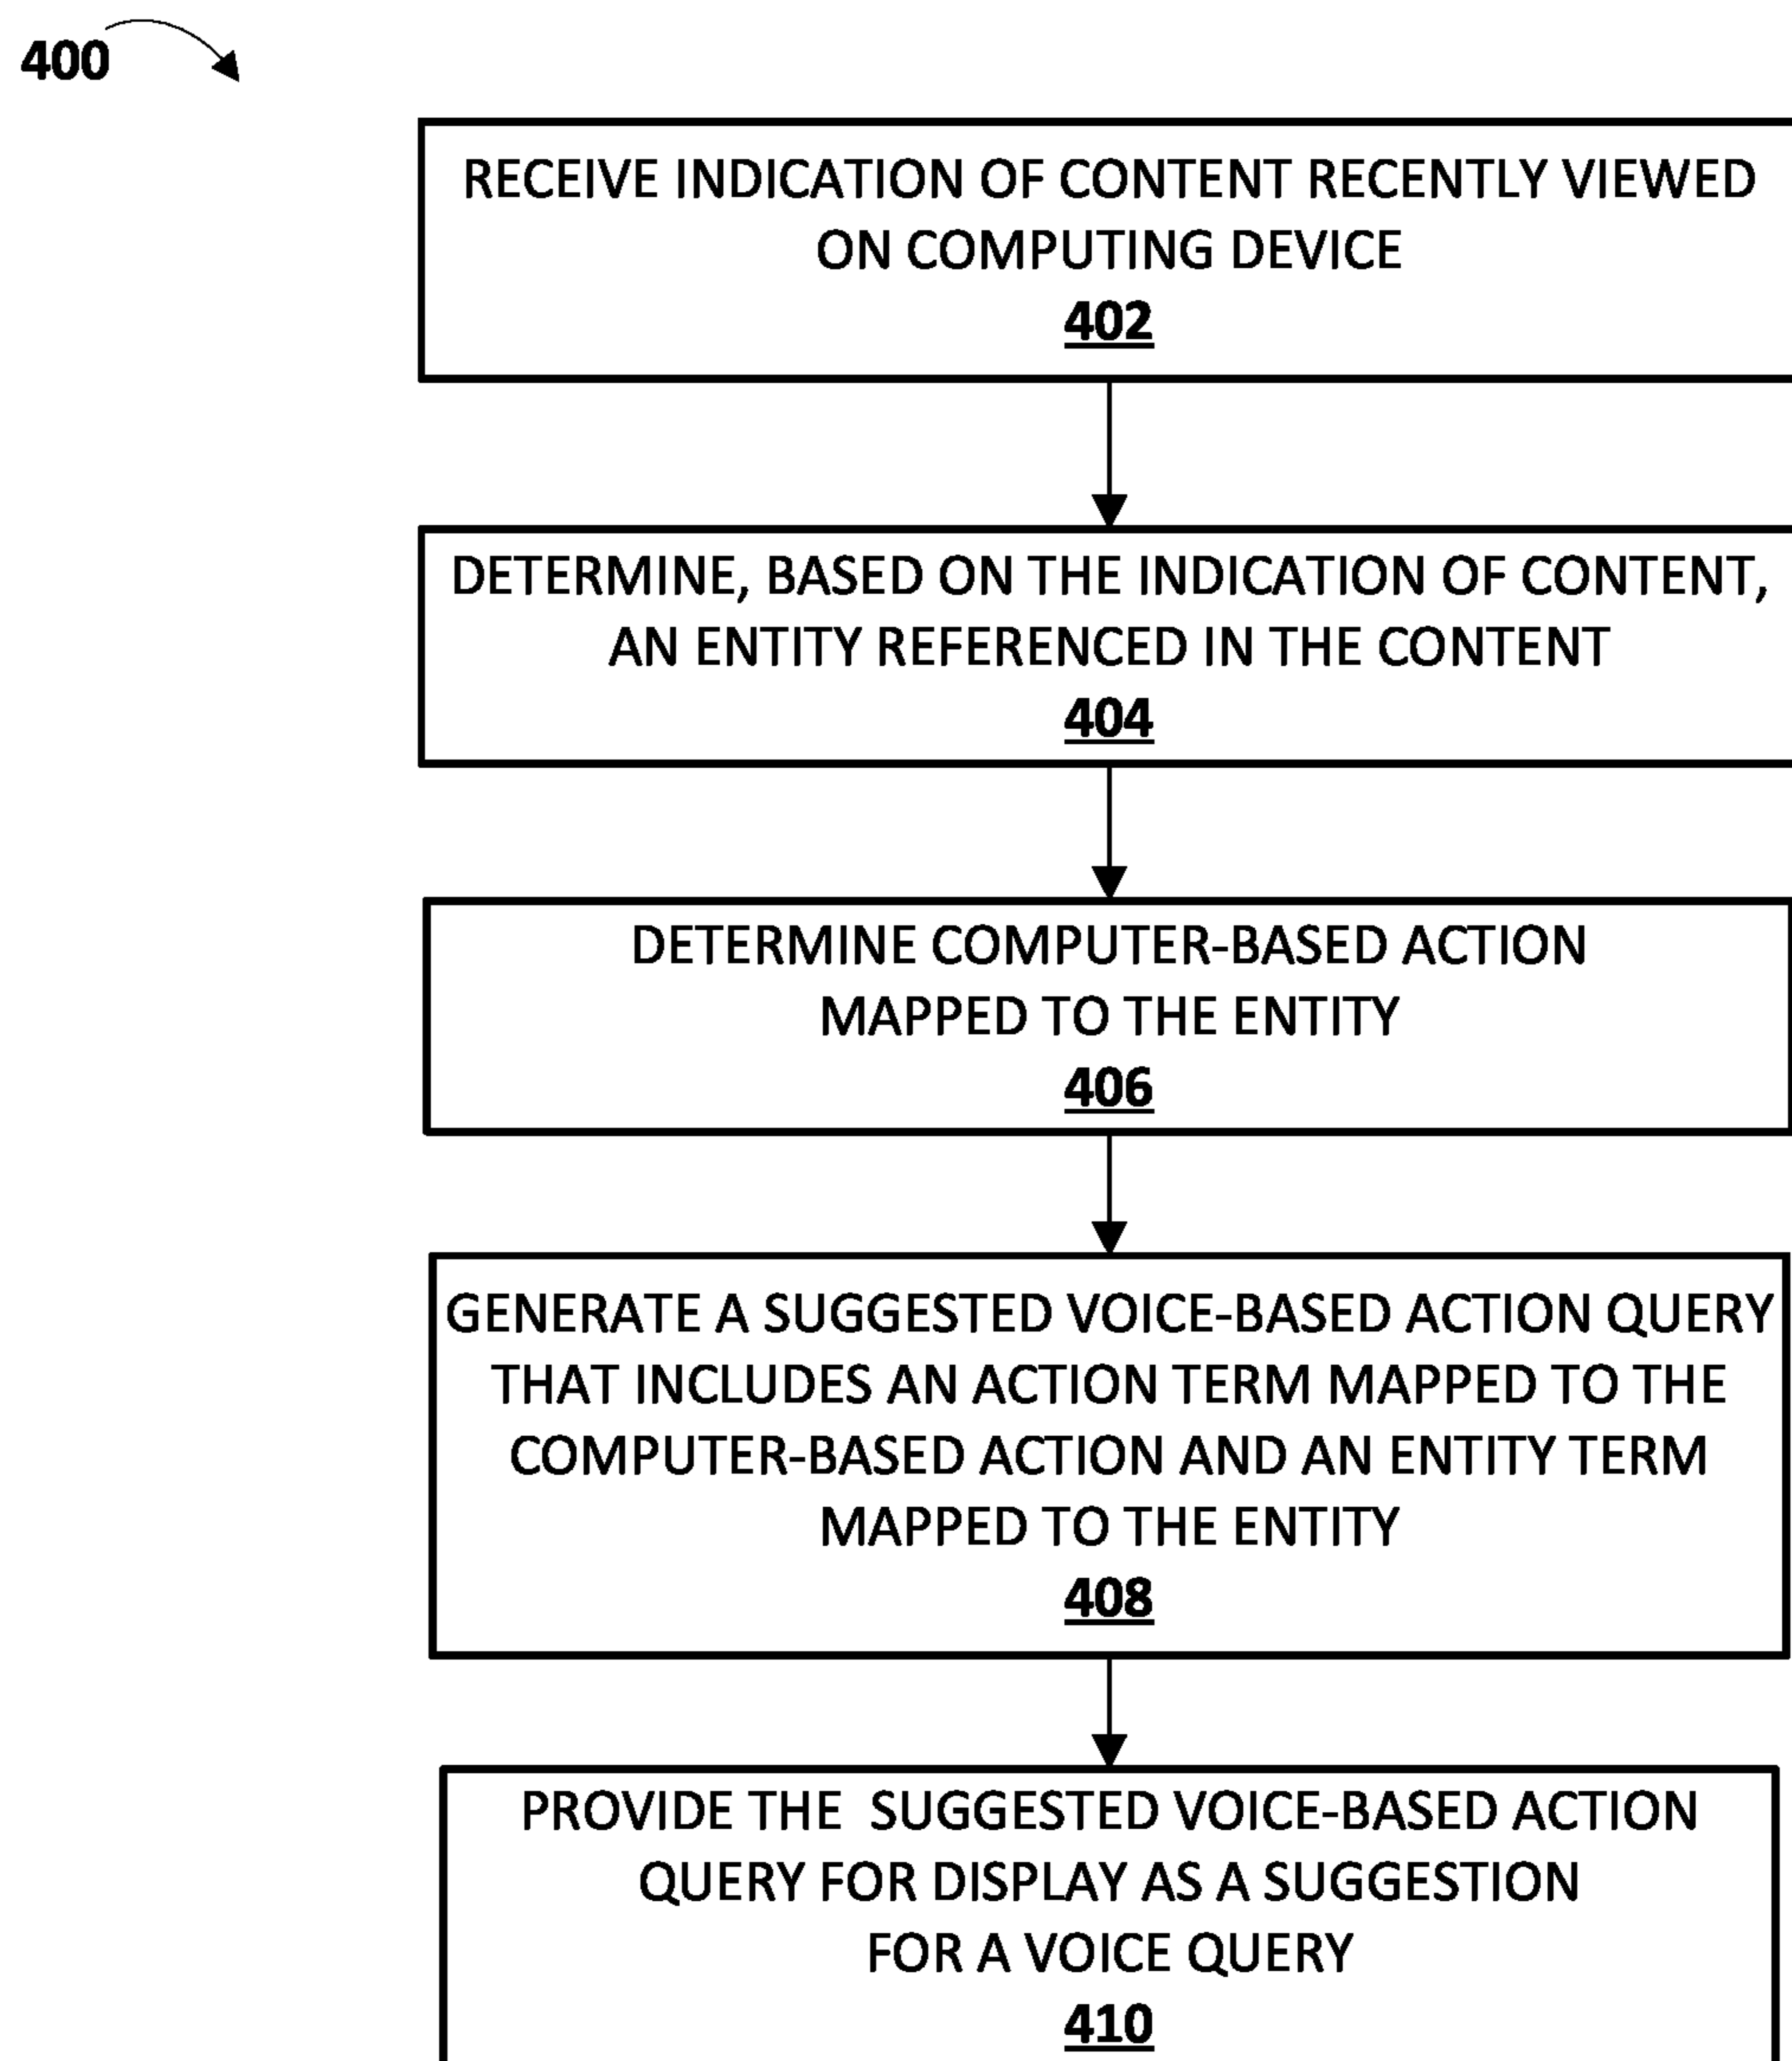 400
RECEIVE INDICATION OF CONTENT RECENTLY VIEWED
ON COMPUTING DEVICE
402
DETERMINE, BASED ON THE INDICATION OF CONTENT,
AN ENTITY REFERENCED IN THE CONTENT
404
DETERMINE COMPUTER-BASED ACTION
MAPPED TO THE ENTITY
406
GENERATE A SUGGESTED VOICE-BASED ACTION QUERY
THAT INCLUDES AN ACTION TERM MAPPED TO THE
COMPUTER-BASED ACTION AND AN ENTITY TERM
MAPPED TO THE ENTITY
408
PROVIDE THE SUGGESTED VOICE-BASED ACTION
QUERY FOR DISPLAY AS A SUGGESTION
FOR A VOICE QUERY
410